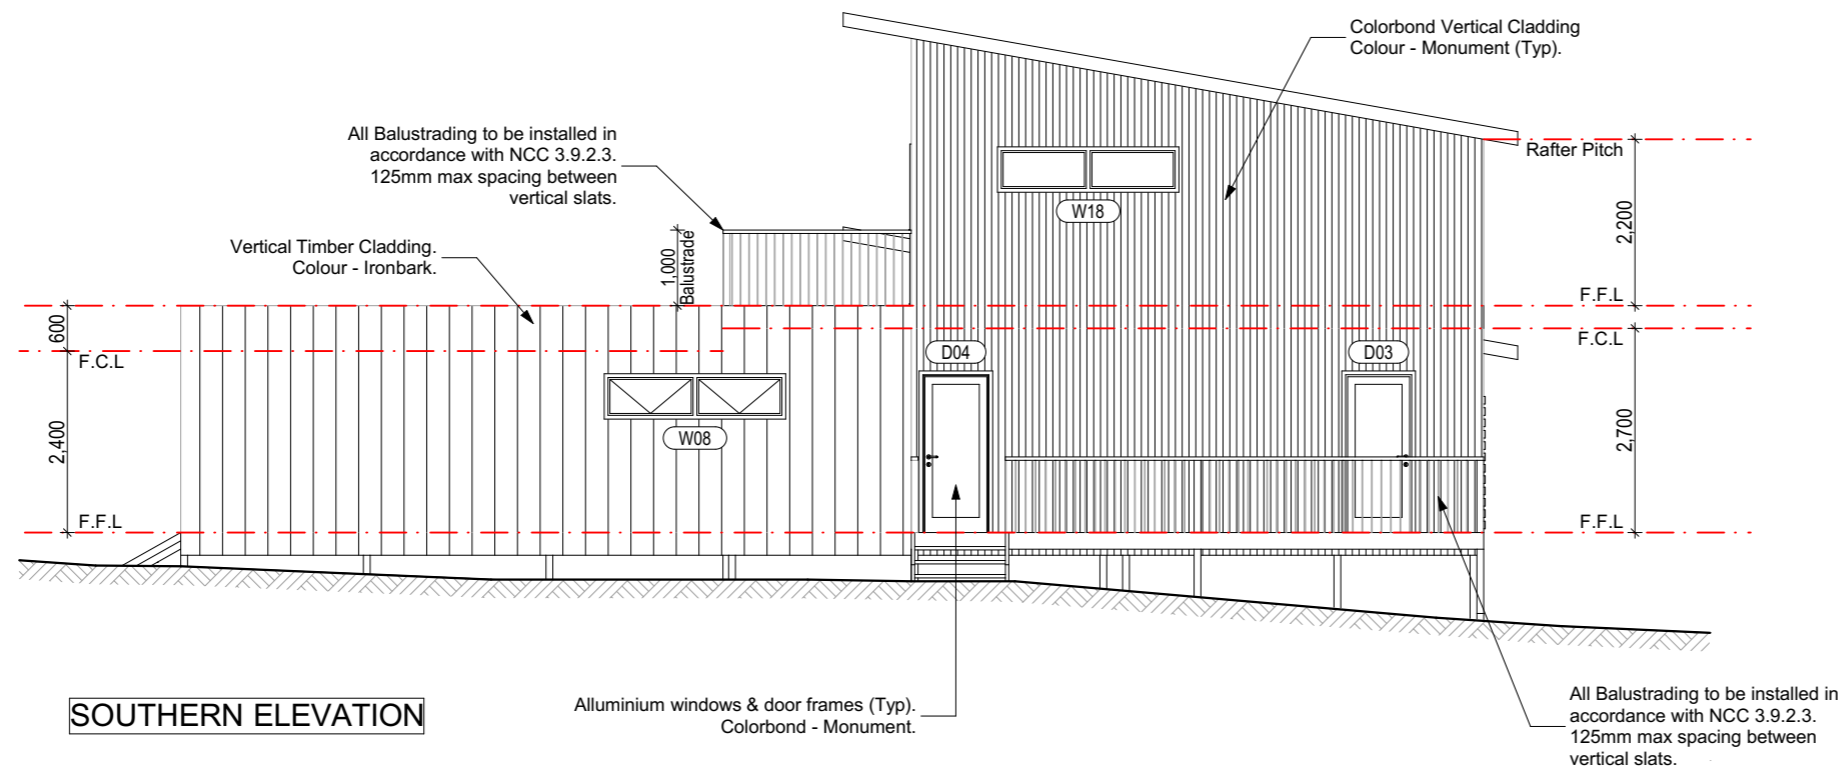 Colorbond Vertical Cladding
Colour - Monument (Typ).
All Balustrading to be installed in
accordance with NCC 3.9.2.3.
125mm max spacing between
vertical slats.
Rafter Pitch
W18
2,200
Vertical Timber Cladding.
Colour - Ironbark.
1,000
Balustrade
F.F.L
600
F.C.L
F.C.L
D04
D03
W08
2,400
2,700
F.F.L
F.F.L
SOUTHERN ELEVATION
Alluminium windows & door frames (Typ).
Colorbond - Monument.
All Balustrading to be installed in
accordance with NCC 3.9.2.3.
125mm max spacing between
vertical slats.